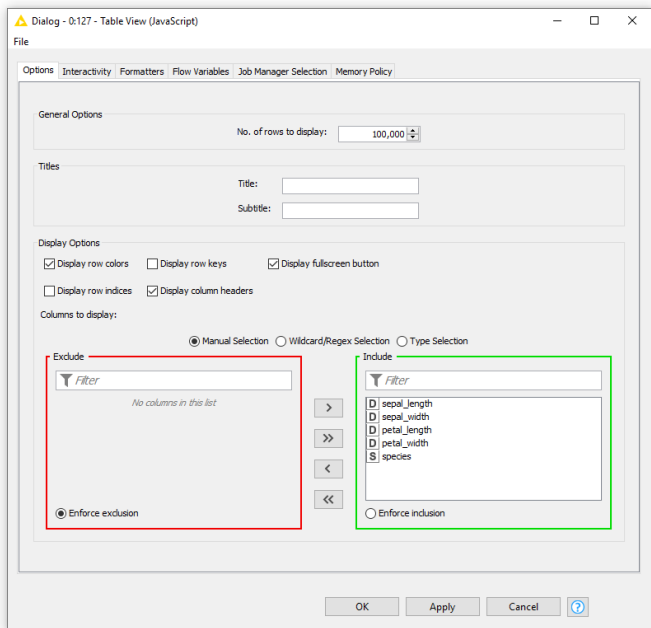 Dialog - 0:127 - Table View (JavaScript)
File
Options Interactivity Formatters Flow Variables Job Manager Selection Memory Policy
General Options
No. of rows to display: 100,000
Titles
Title:
Subtitle:
Display Options
Display row colors Display row keys Display fullscreen button
Display row indices Display column headers
Columns to display:
Manual Selection Wildcard/Regex Selection Type Selection
Exclude Include
Filter Filter
No columns in this list
D sepal_length
D sepal_width
D petal_length
D petal_width
S species
> 
»
<
«
Enforce exclusion Enforce inclusion
OK Apply Cancel ?